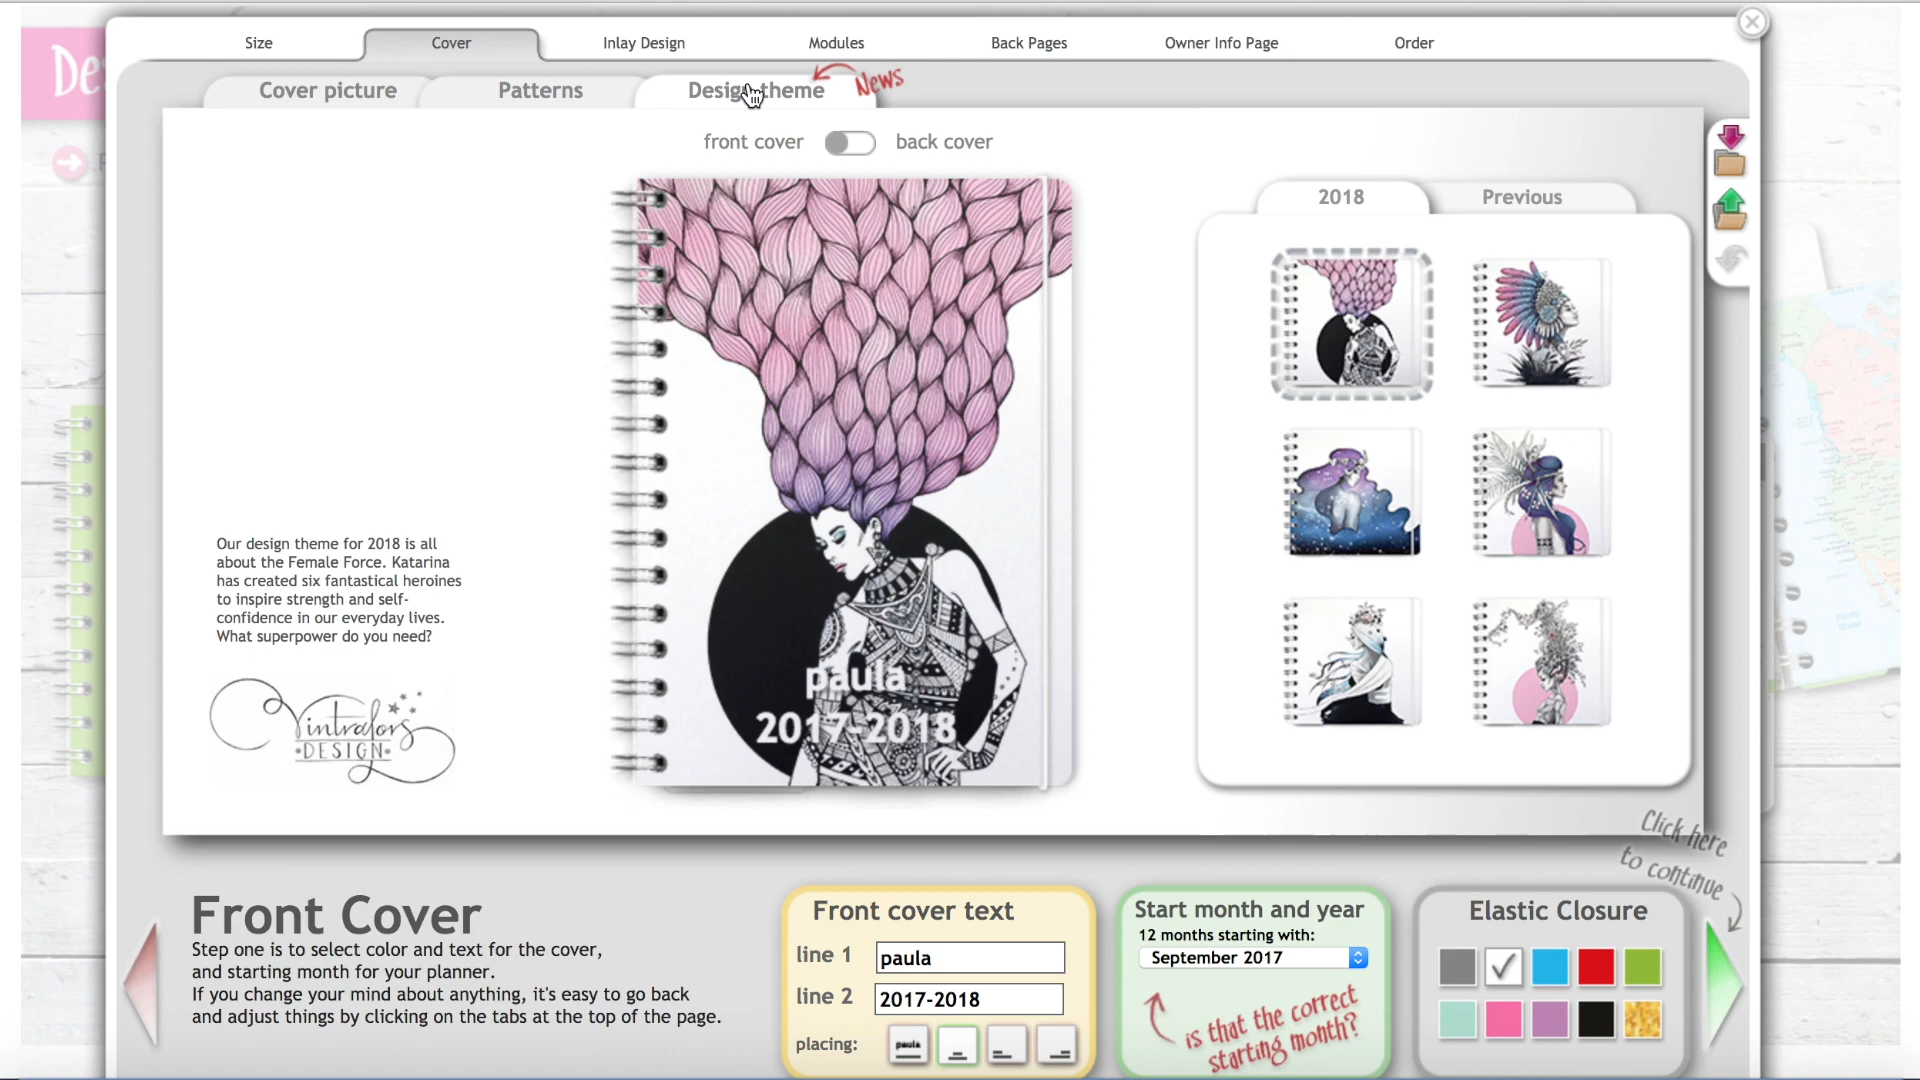 Size
Cover
Inlay Design
Modules
Back Pages
Owner Info Page
Order
Cover picture
Patterns
Design theme
News
front cover
back cover
2018
Previous
paula
2017-2018
Our design theme for 2018 is all
about the Female Force. Katarina
has created six fantastical heroines
to inspire strength and self-
confidence in our everyday lives.
What superpower do you need?
Vintrafors
DESIGN
Click here
to continue
Front Cover
Step one is to select color and text for the cover,
and starting month for your planner.
If you change your mind about anything, it's easy to go back
and adjust things by clicking on the tabs at the top of the page.
Front cover text
line 1
paula
line 2
2017-2018
placing:
paula
Start month and year
12 months starting with:
September 2017
is that the correct
starting month?
Elastic Closure